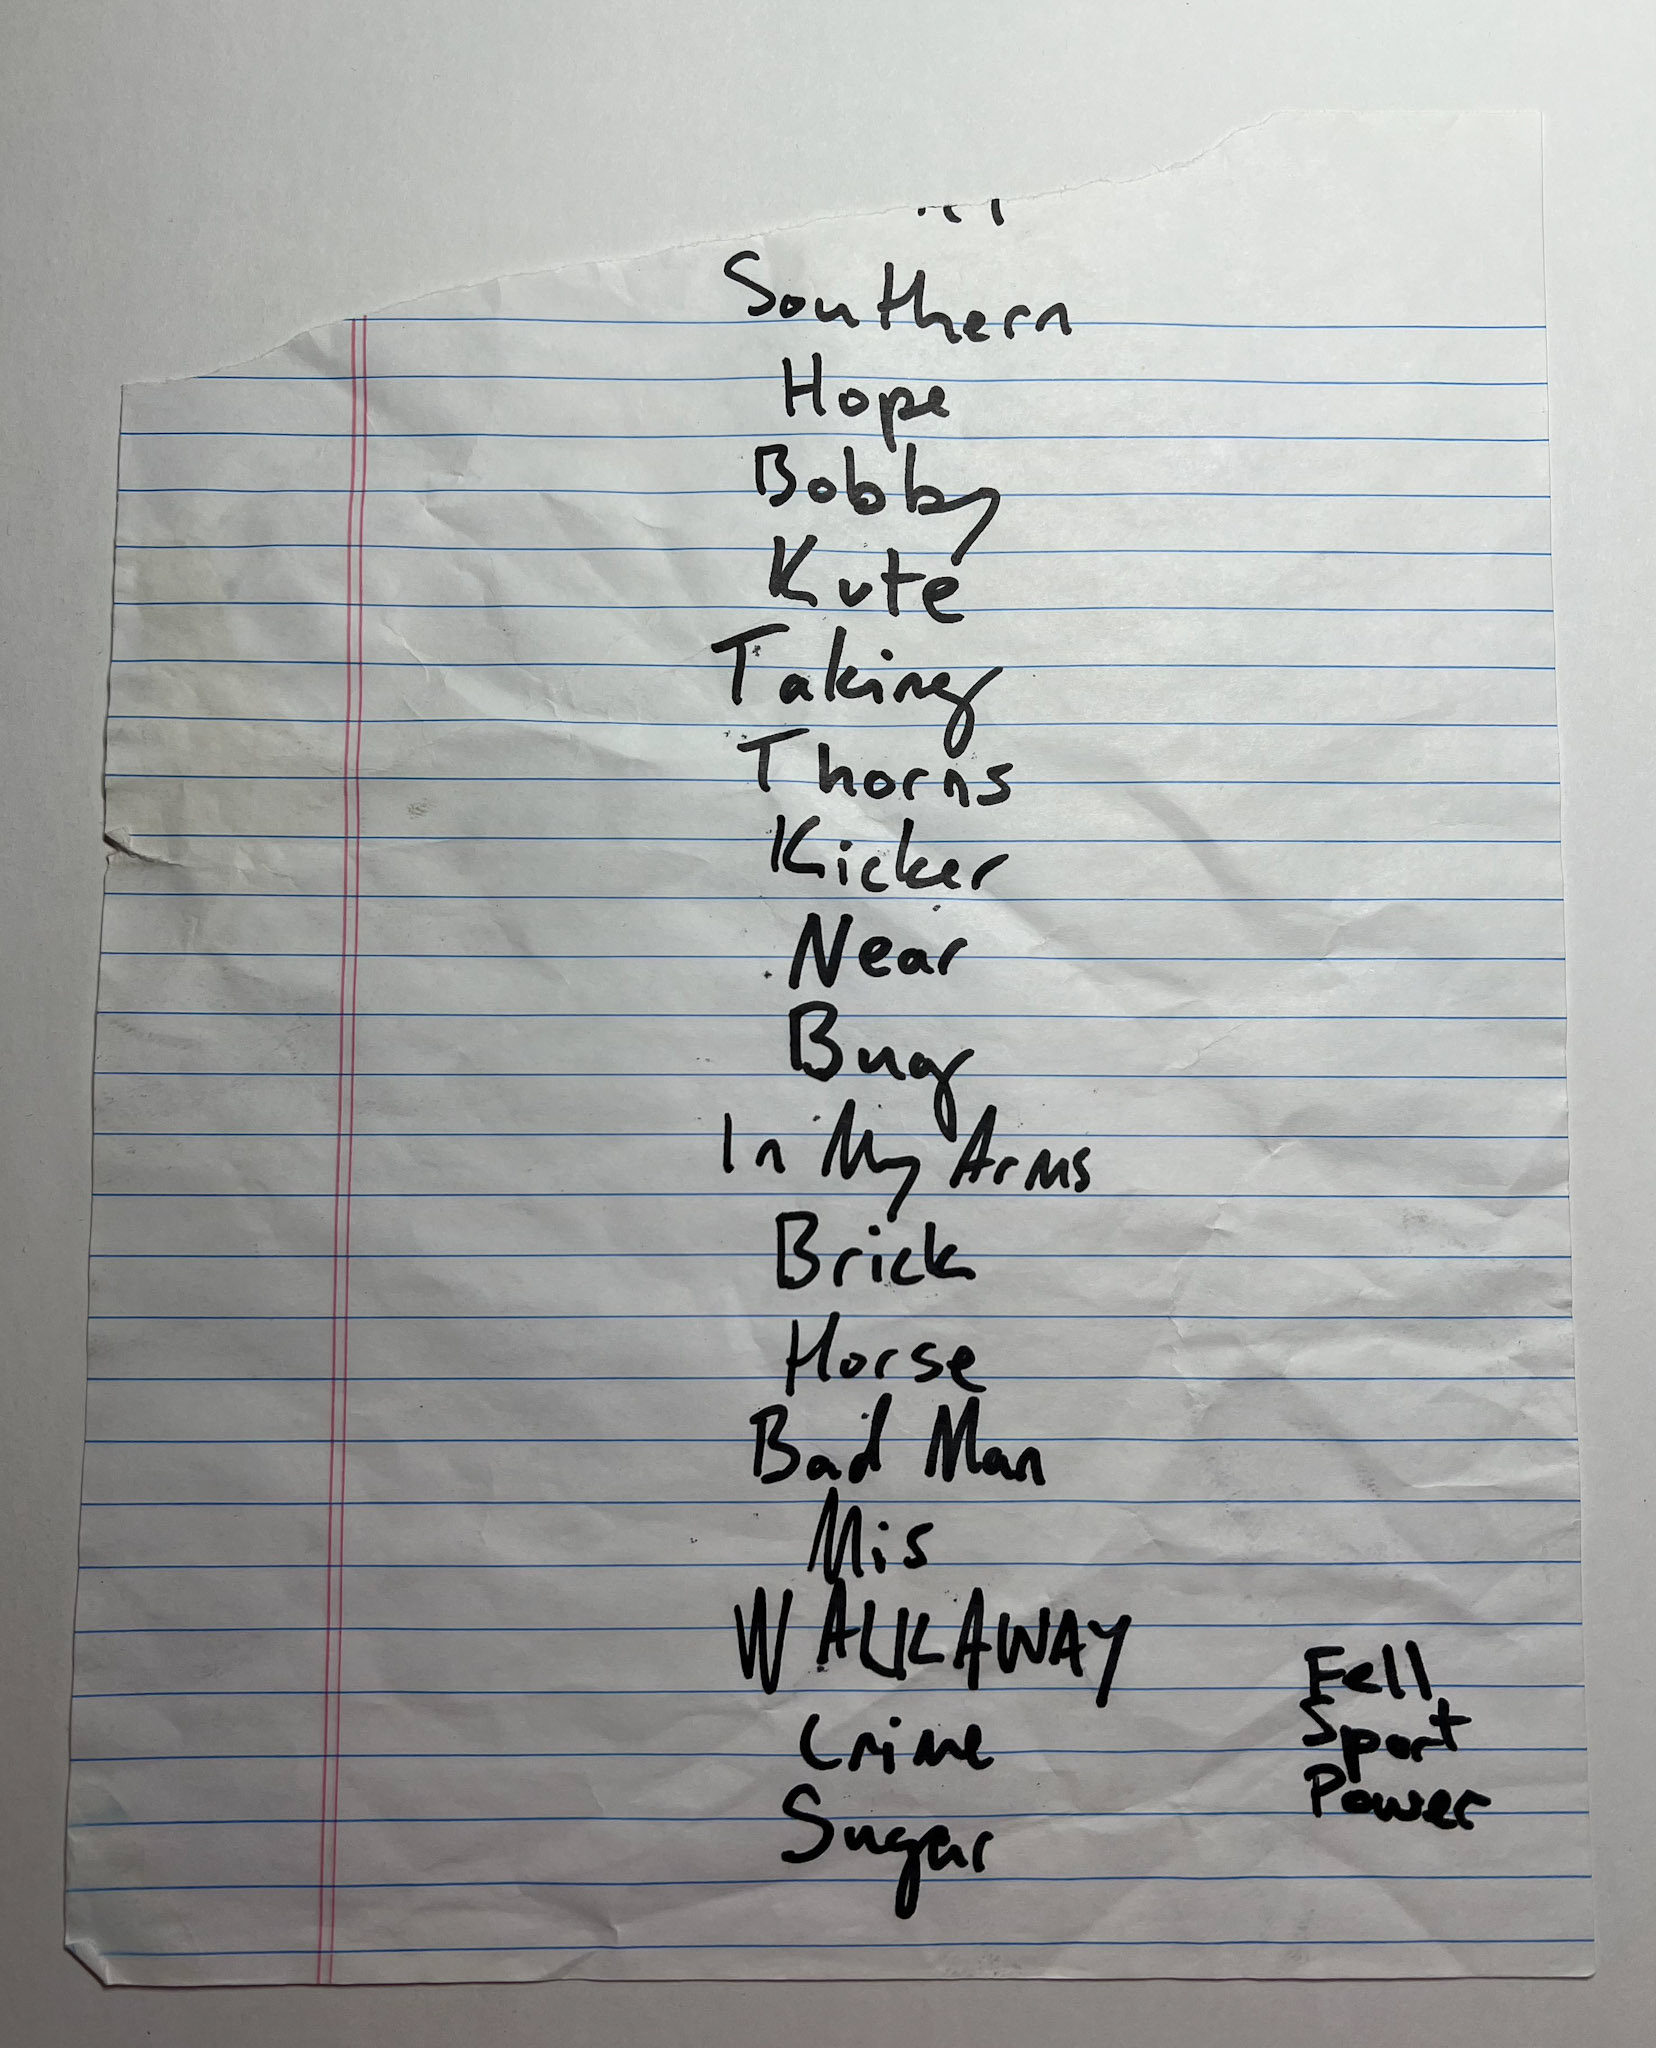 Southern
Hope
Bobby
Kute
Taking
Thorns
Kicker
Near
Bug
In My Arms
Brick
Horse
Bad Man
Mis
WALKAWAY
Crime
Sugar
Fell
Sport
Power